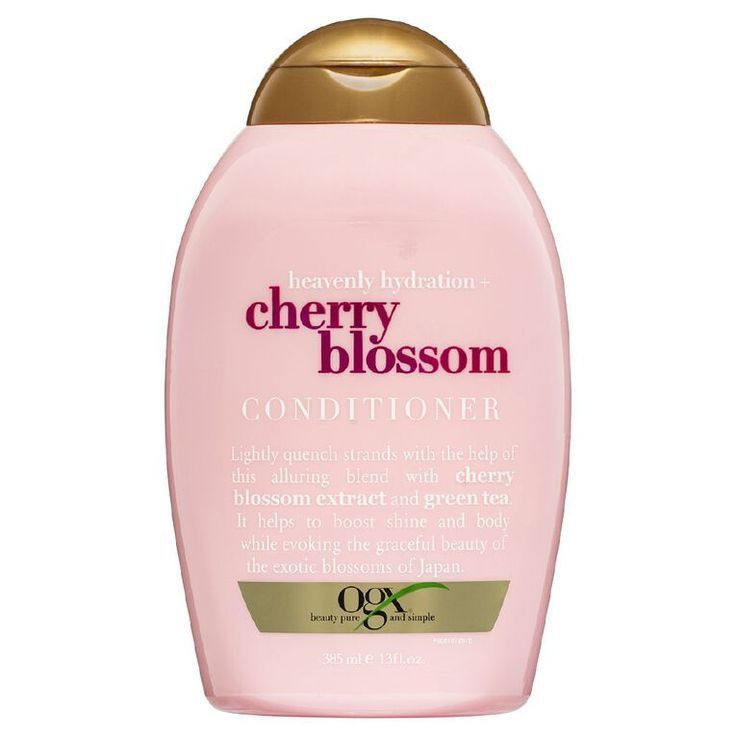 heavenly hydration +
cherry
blossom
CONDITIONER
Lightly quench strands with the help of
this alluring blend with cherry
blossom extract and green tea.
It helps to boost shine and body
while evoking the graceful beauty of
the exotic blossoms of Japan.
ogx®
beauty pure and simple
385 ml e 13fl.oz.